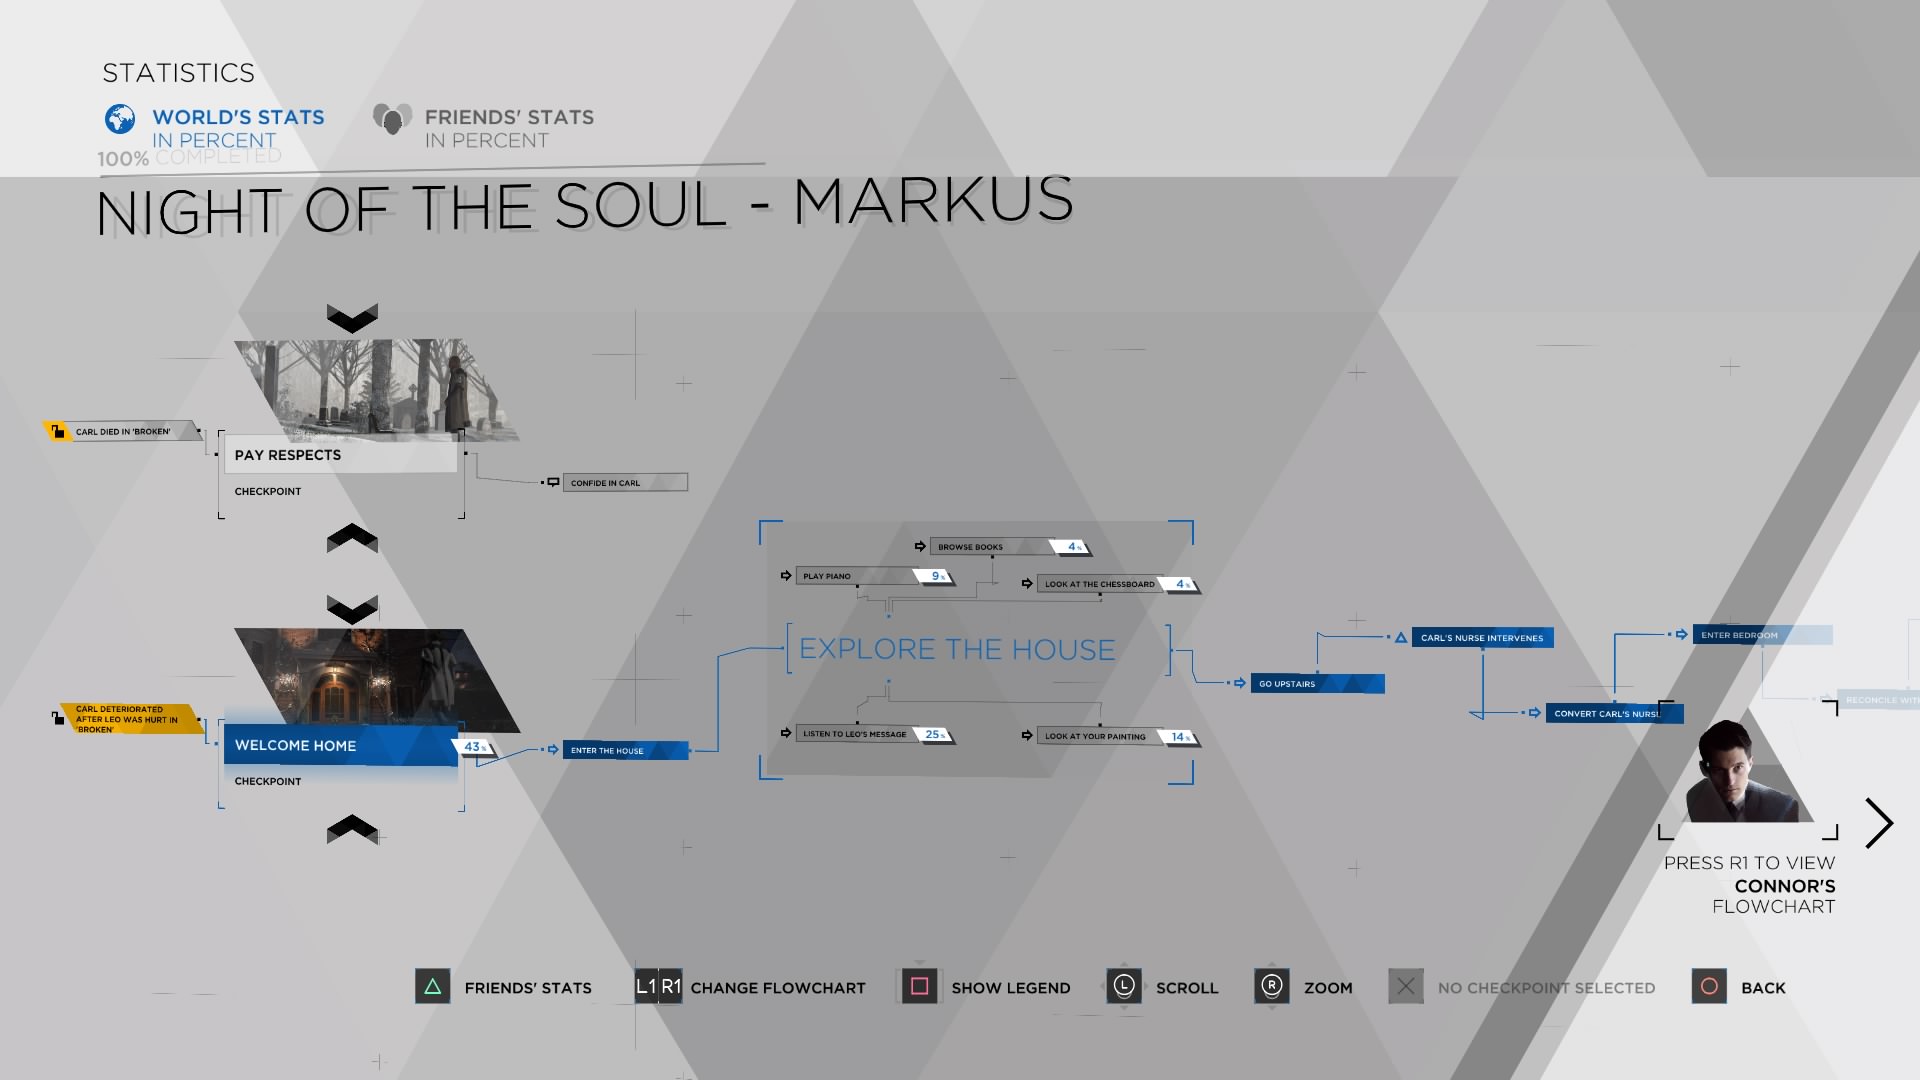 STATISTICS
WORLD'S STATS
IN PERCENT
FRIENDS' STATS
IN PERCENT
100% COMPLETED
NIGHT OF THE SOUL - MARKUS
CARL DIED IN 'BROKEN'
PAY RESPECTS
CHECKPOINT
CONFIDE IN CARL
BROWSE BOOKS 4%
PLAY PIANO 9%
LOOK AT THE CHESSBOARD 4%
EXPLORE THE HOUSE
LISTEN TO LEO'S MESSAGE 25%
LOOK AT YOUR PAINTING 14%
CARL DETERIORATED
AFTER LEO WAS HURT IN
'BROKEN'
WELCOME HOME 43%
CHECKPOINT
ENTER THE HOUSE
GO UPSTAIRS
CARL'S NURSE INTERVENES
CONVERT CARL'S NURSE
ENTER BEDROOM
RECONCILE WITH
PRESS R1 TO VIEW
CONNOR'S
FLOWCHART
FRIENDS' STATS
L1 R1 CHANGE FLOWCHART
SHOW LEGEND
L SCROLL
R ZOOM
NO CHECKPOINT SELECTED
BACK